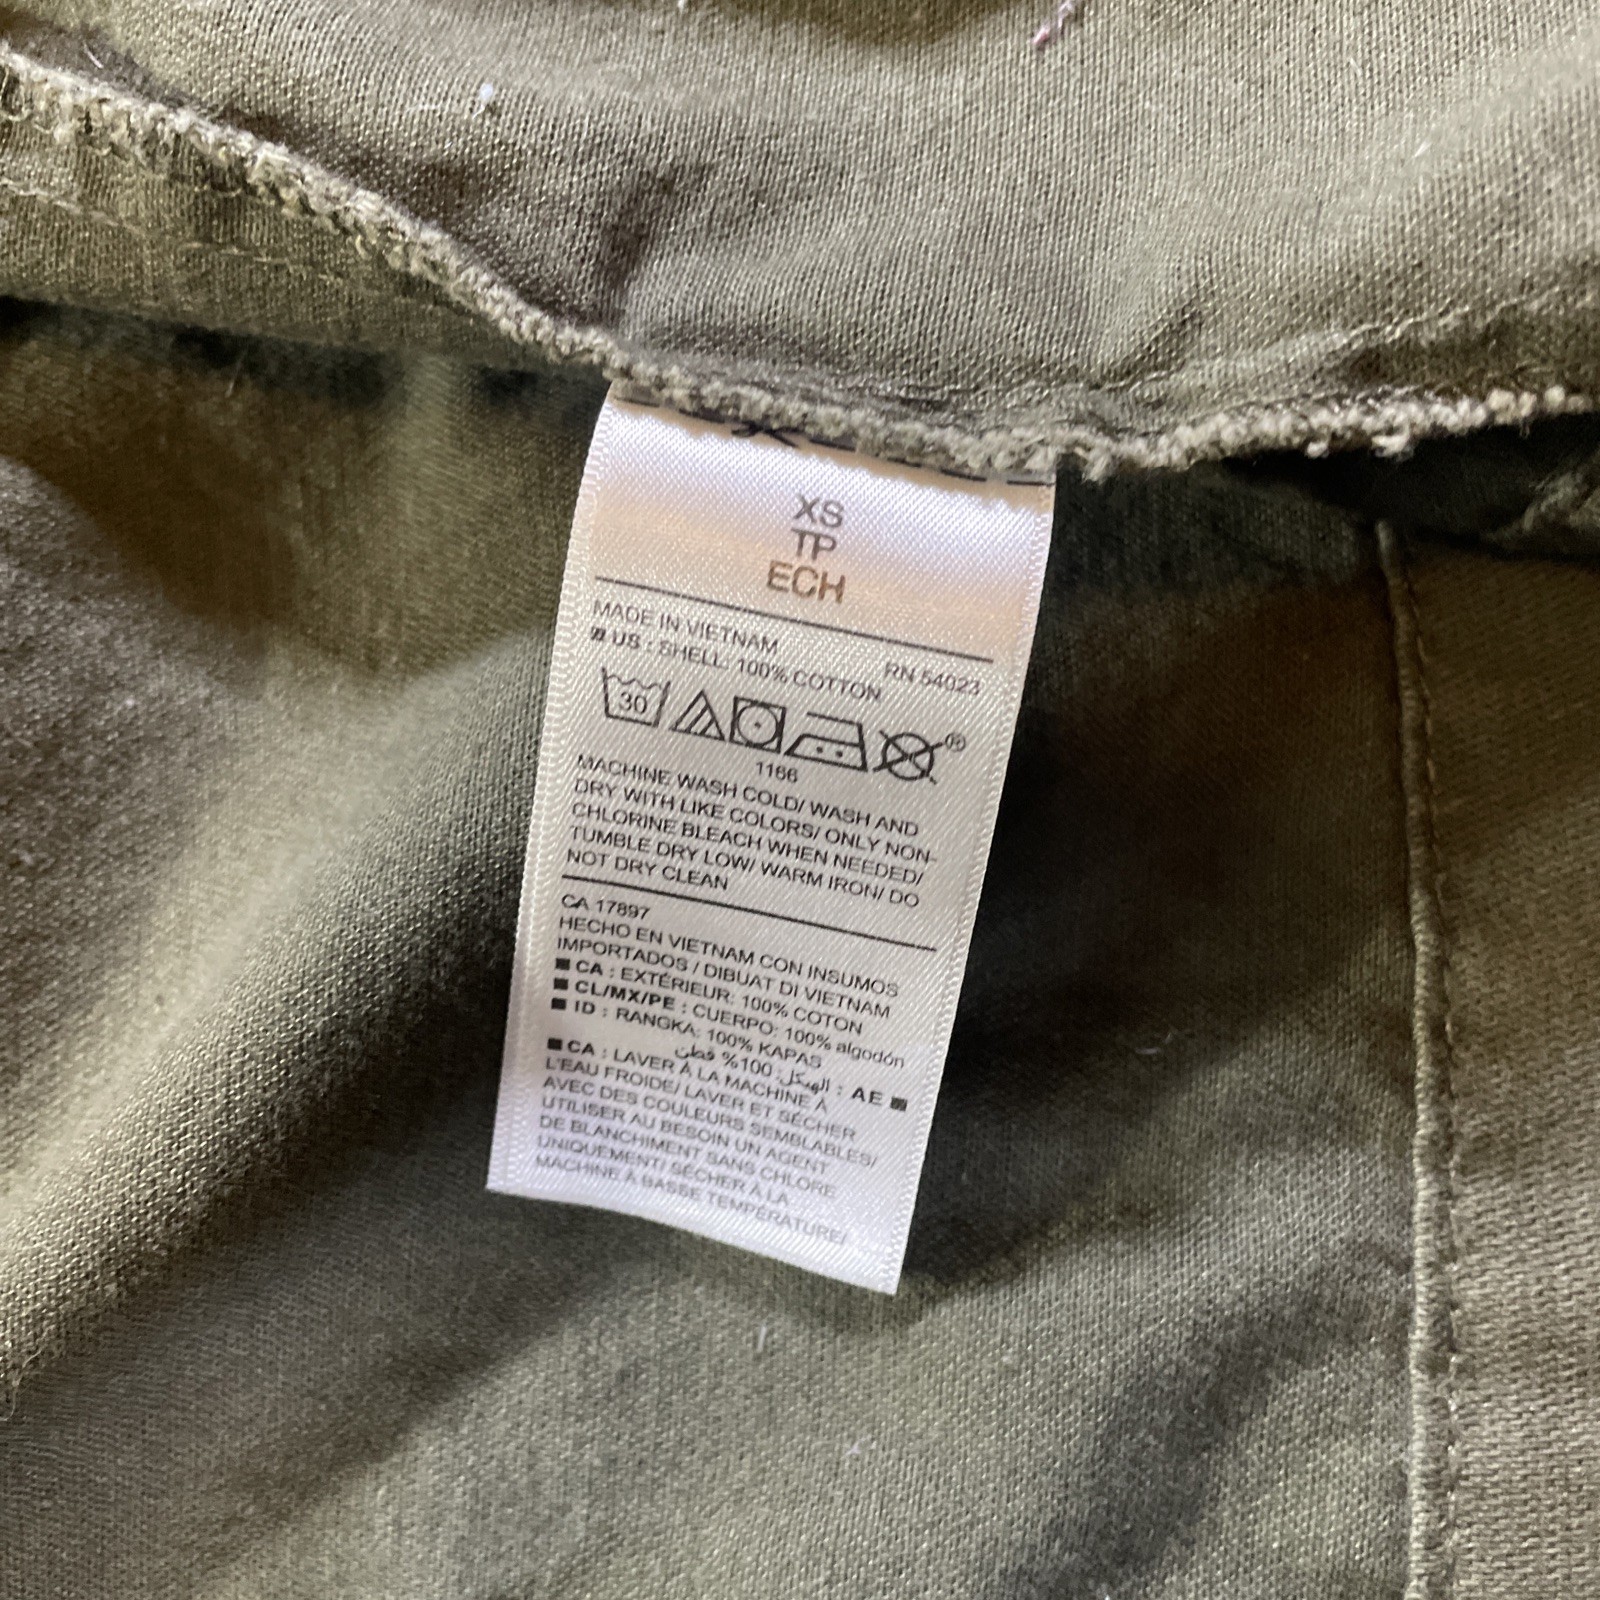 XS
TP
ECH
MADE IN VIETNAM
RN 54023
US : SHELL: 100% COTTON
30
®
1166
MACHINE WASH COLD/ WASH AND
DRY WITH LIKE COLORS/ ONLY NON-
CHLORINE BLEACH WHEN NEEDED/
TUMBLE DRY LOW/ WARM IRON/ DO
NOT DRY CLEAN
CA 17897
HECHO EN VIETNAM CON INSUMOS
IMPORTADOS / DIBUAT DI VIETNAM
■ CA : EXTÉRIEUR: 100% COTON
■ CL/MX/PE : CUERPO: 100% algodón
■ ID : RANGKA: 100% KAPAS
■ AE : الهيكل: 100% قطن
■ CA : LAVER À LA MACHINE À
L'EAU FROIDE/ LAVER ET SÉCHER
AVEC DES COULEURS SEMBLABLES/
UTILISER AU BESOIN UN AGENT
DE BLANCHIMENT SANS CHLORE
UNIQUEMENT/ SÉCHER À LA
MACHINE À BASSE TEMPÉRATURE/